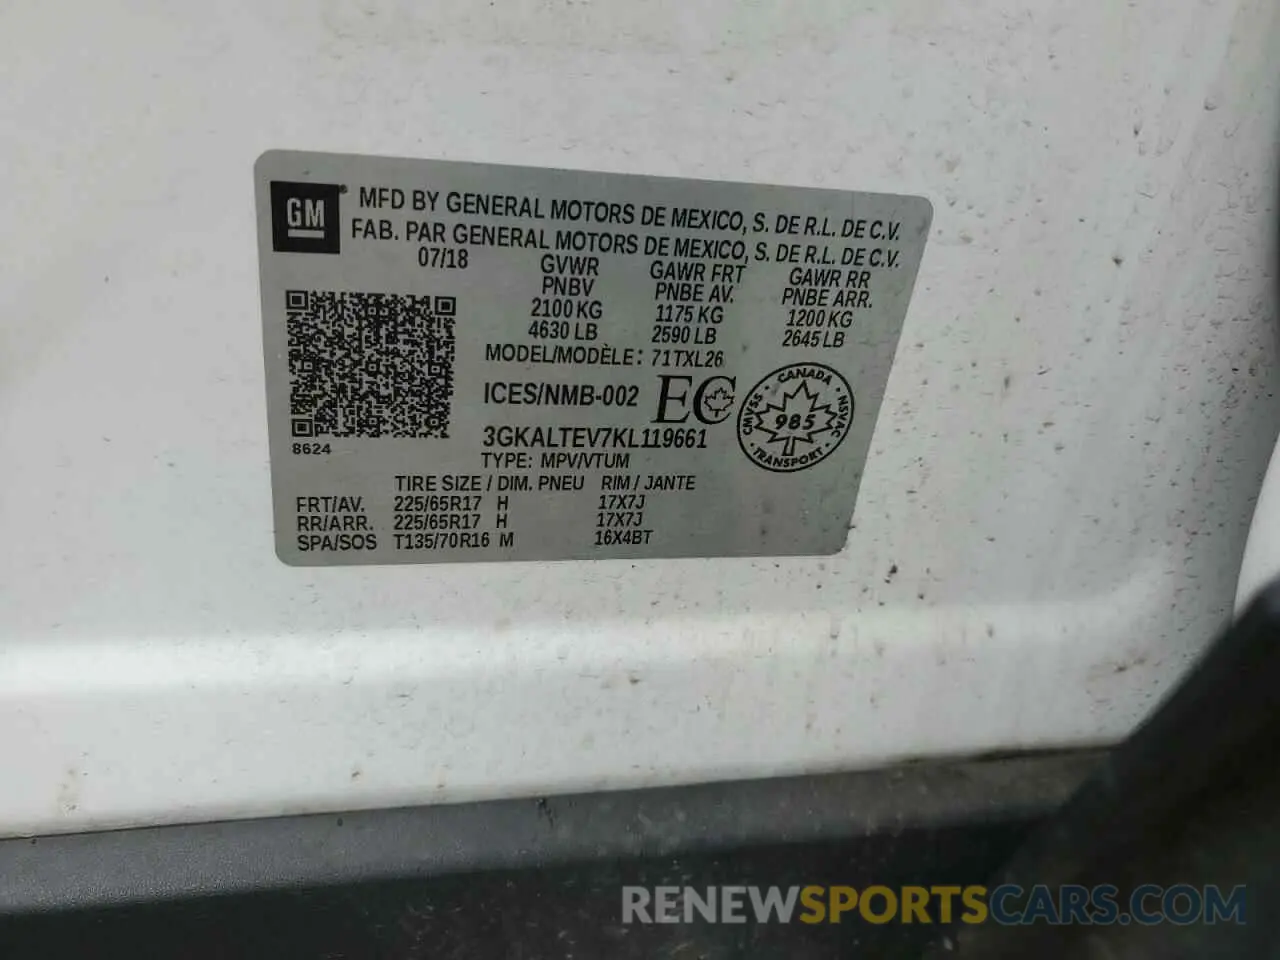 GM ® MFD BY GENERAL MOTORS DE MEXICO, S. DE R.L. DE C.V.
FAB. PAR GENERAL MOTORS DE MEXICO, S. DE R.L. DE C.V.
07/18 GVWR GAWR FRT GAWR RR
PNBV PNBE AV. PNBE ARR.
2100 KG 1175 KG 1200 KG
4630 LB 2590 LB 2645 LB
MODEL/MODÈLE: 71TXL26
ICES/NMB-002 EC
CANADA
CMVSS 985 NSVAC
TRANSPORT
8624 3GKALTEV7KL119661
TYPE: MPV/VTUM
TIRE SIZE / DIM. PNEU RIM / JANTE
FRT/AV. 225/65R17 H 17X7J
RR/ARR. 225/65R17 H 17X7J
SPA/SOS T135/70R16 M 16X4BT
RENEWSPORTSCARS.COM